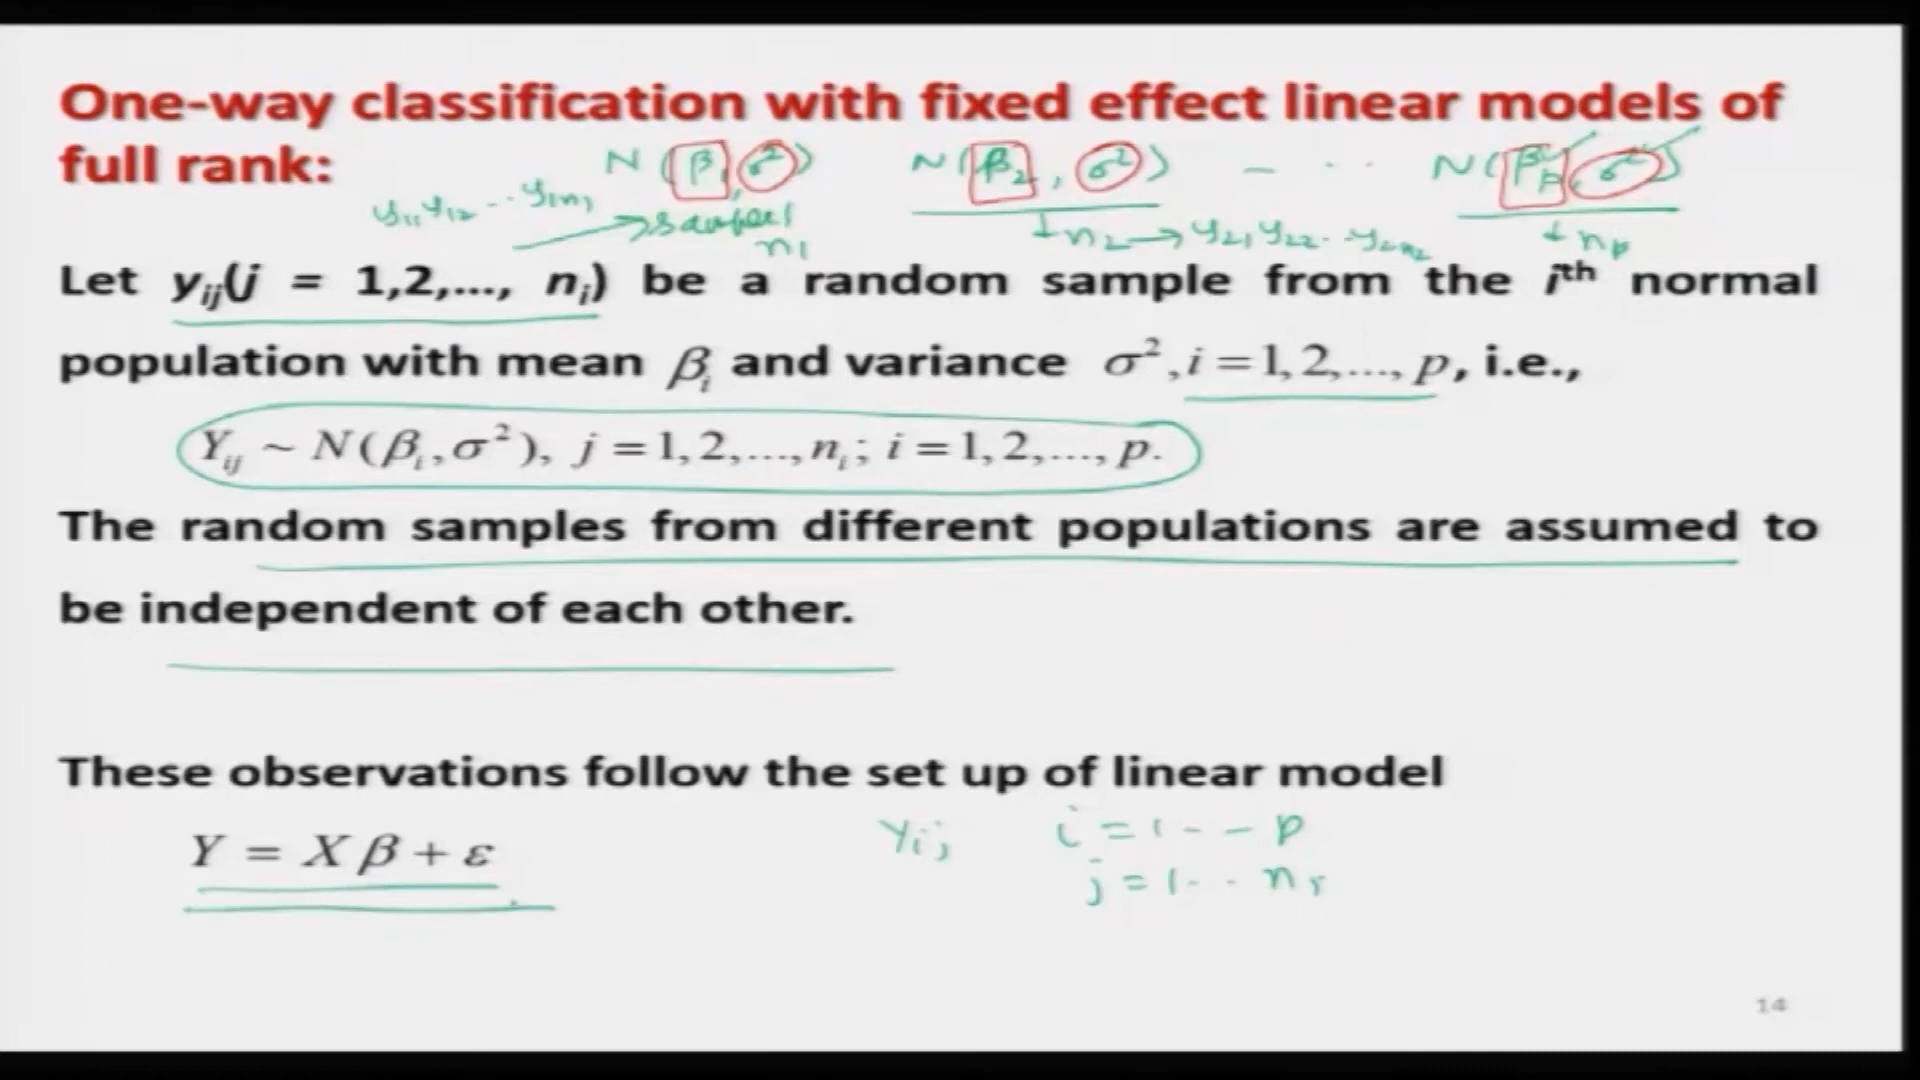 One-way classification with fixed effect linear models of
full rank:
N (β₁, σ²) N(β₂, σ²) - · · · N(βₚ, σ²)
y₁₁ y₁₂ ... y₁ₙ₁ → sample n₁ ↓ n₂ → y₂₁, y₂₂ ... y₂ₙ₂ ↓ nₚ
Let yᵢⱼ(j = 1,2,..., nᵢ) be a random sample from the iᵗʰ normal
population with mean βᵢ and variance σ², i = 1, 2, ..., p, i.e.,
Yᵢⱼ ~ N(βᵢ, σ²), j = 1, 2, ..., nᵢ; i = 1, 2, ..., p.
The random samples from different populations are assumed to
be independent of each other.
These observations follow the set up of linear model
Y = X β + ε
yᵢⱼ i = 1 - - p
j = 1 - - nᵢ
14